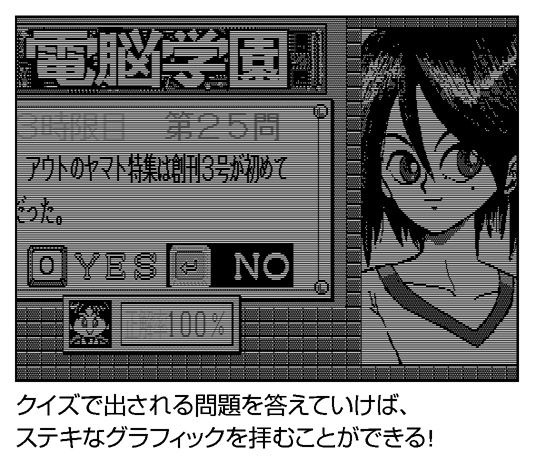 電脳学園
3時限目 第25問
アウトのヤマト特集は創刊3号が初めて
だった。
O YES ↵ NO
正解率100%
クイズで出される問題を答えていけば、
ステキなグラフィックを拝むことができる!